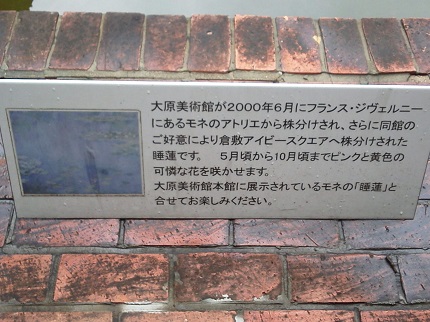 大原美術館が2000年6月にフランス・ジヴェルニー
にあるモネのアトリエから株分けされ、さらに同館の
ご好意により倉敷アイビースクエアへ株分けされた
睡蓮です。　5月頃から10月頃までピンクと黄色の
可憐な花を咲かせます。
大原美術館本館に展示されているモネの「睡蓮」と
合せてお楽しみください。